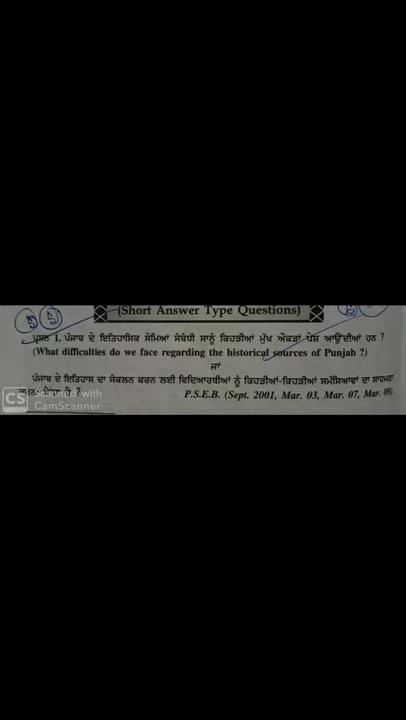 (Short Answer Type Questions)
ਪ੍ਰਸ਼ਨ 1. ਪੰਜਾਬ ਦੇ ਇਤਿਹਾਸਿਕ ਸੋਮਿਆਂ ਸੰਬੰਧੀ ਸਾਨੂੰ ਕਿਹੜੀਆਂ ਮੁੱਖ ਔਕੜਾਂ ਪੇਸ਼ ਆਉਂਦੀਆਂ ਹਨ ?
(What difficulties do we face regarding the historical sources of Punjab ?)
ਜਾਂ
ਪੰਜਾਬ ਦੇ ਇਤਿਹਾਸ ਦਾ ਸੰਕਲਨ ਕਰਨ ਲਈ ਵਿਦਿਆਰਥੀਆਂ ਨੂੰ ਕਿਹੜੀਆਂ-ਕਿਹੜੀਆਂ ਸਮੱਸਿਆਵਾਂ ਦਾ ਸਾਹਮਣਾ
ਪੈਂਦਾ ਹੈ ? P.S.E.B. (Sept. 2001, Mar. 03, Mar. 07, Mar. 09)
CS Scanned with
CamScanner